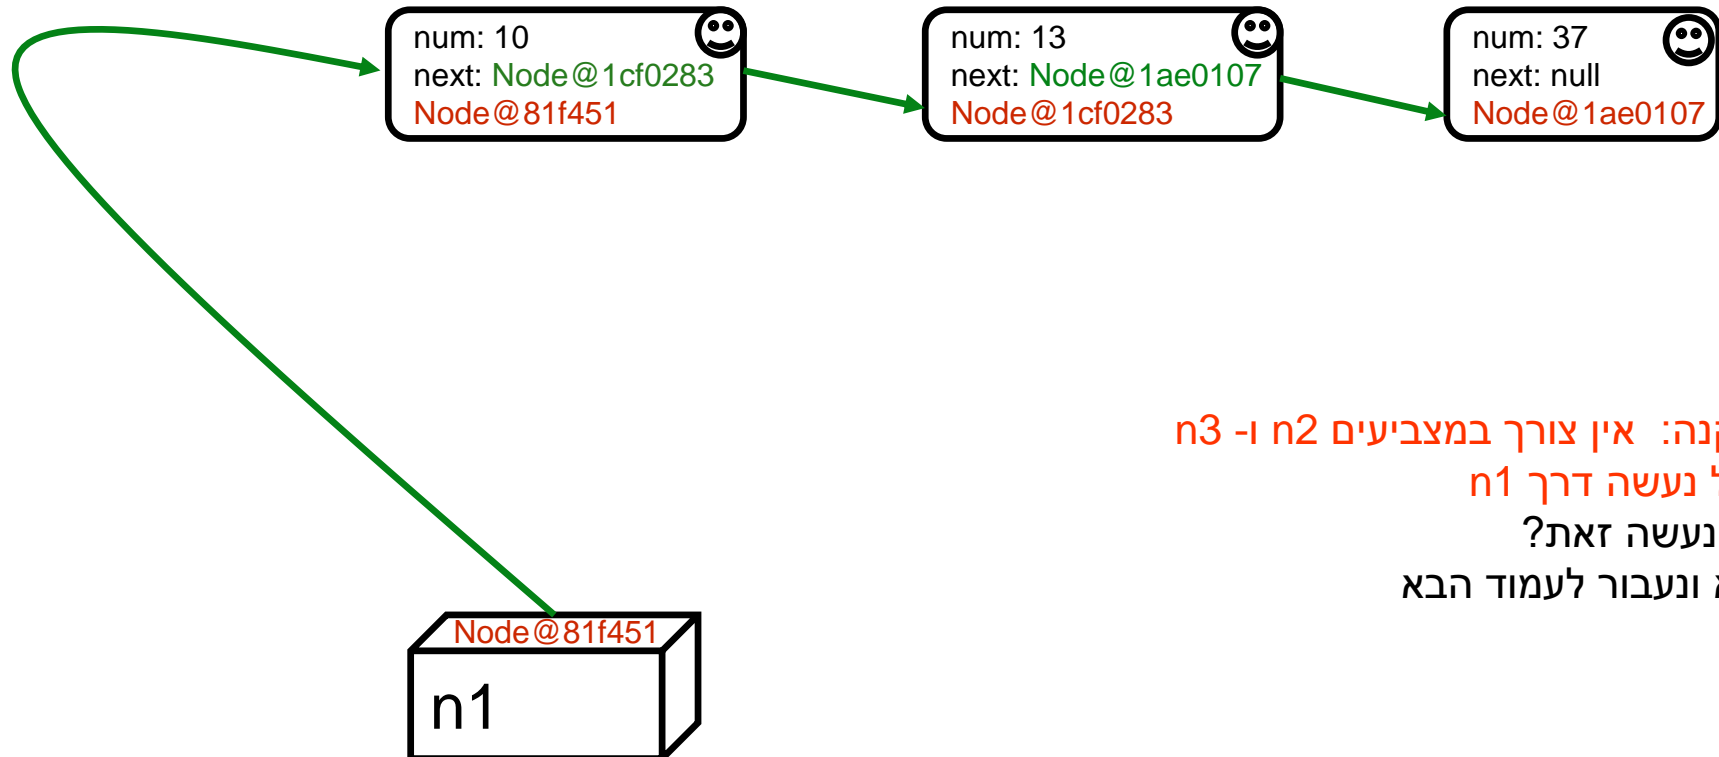 num: 10
next: Node@1cf0283
Node@81f451
num: 13
next: Node@1ae0107
Node@1cf0283
num: 37
next: null
Node@1ae0107
אין צורך במצביעים n2 ו- n3
נעשה דרך n1
נעשה זאת?
ונעבור לעמוד הבא
Node@81f451
n1